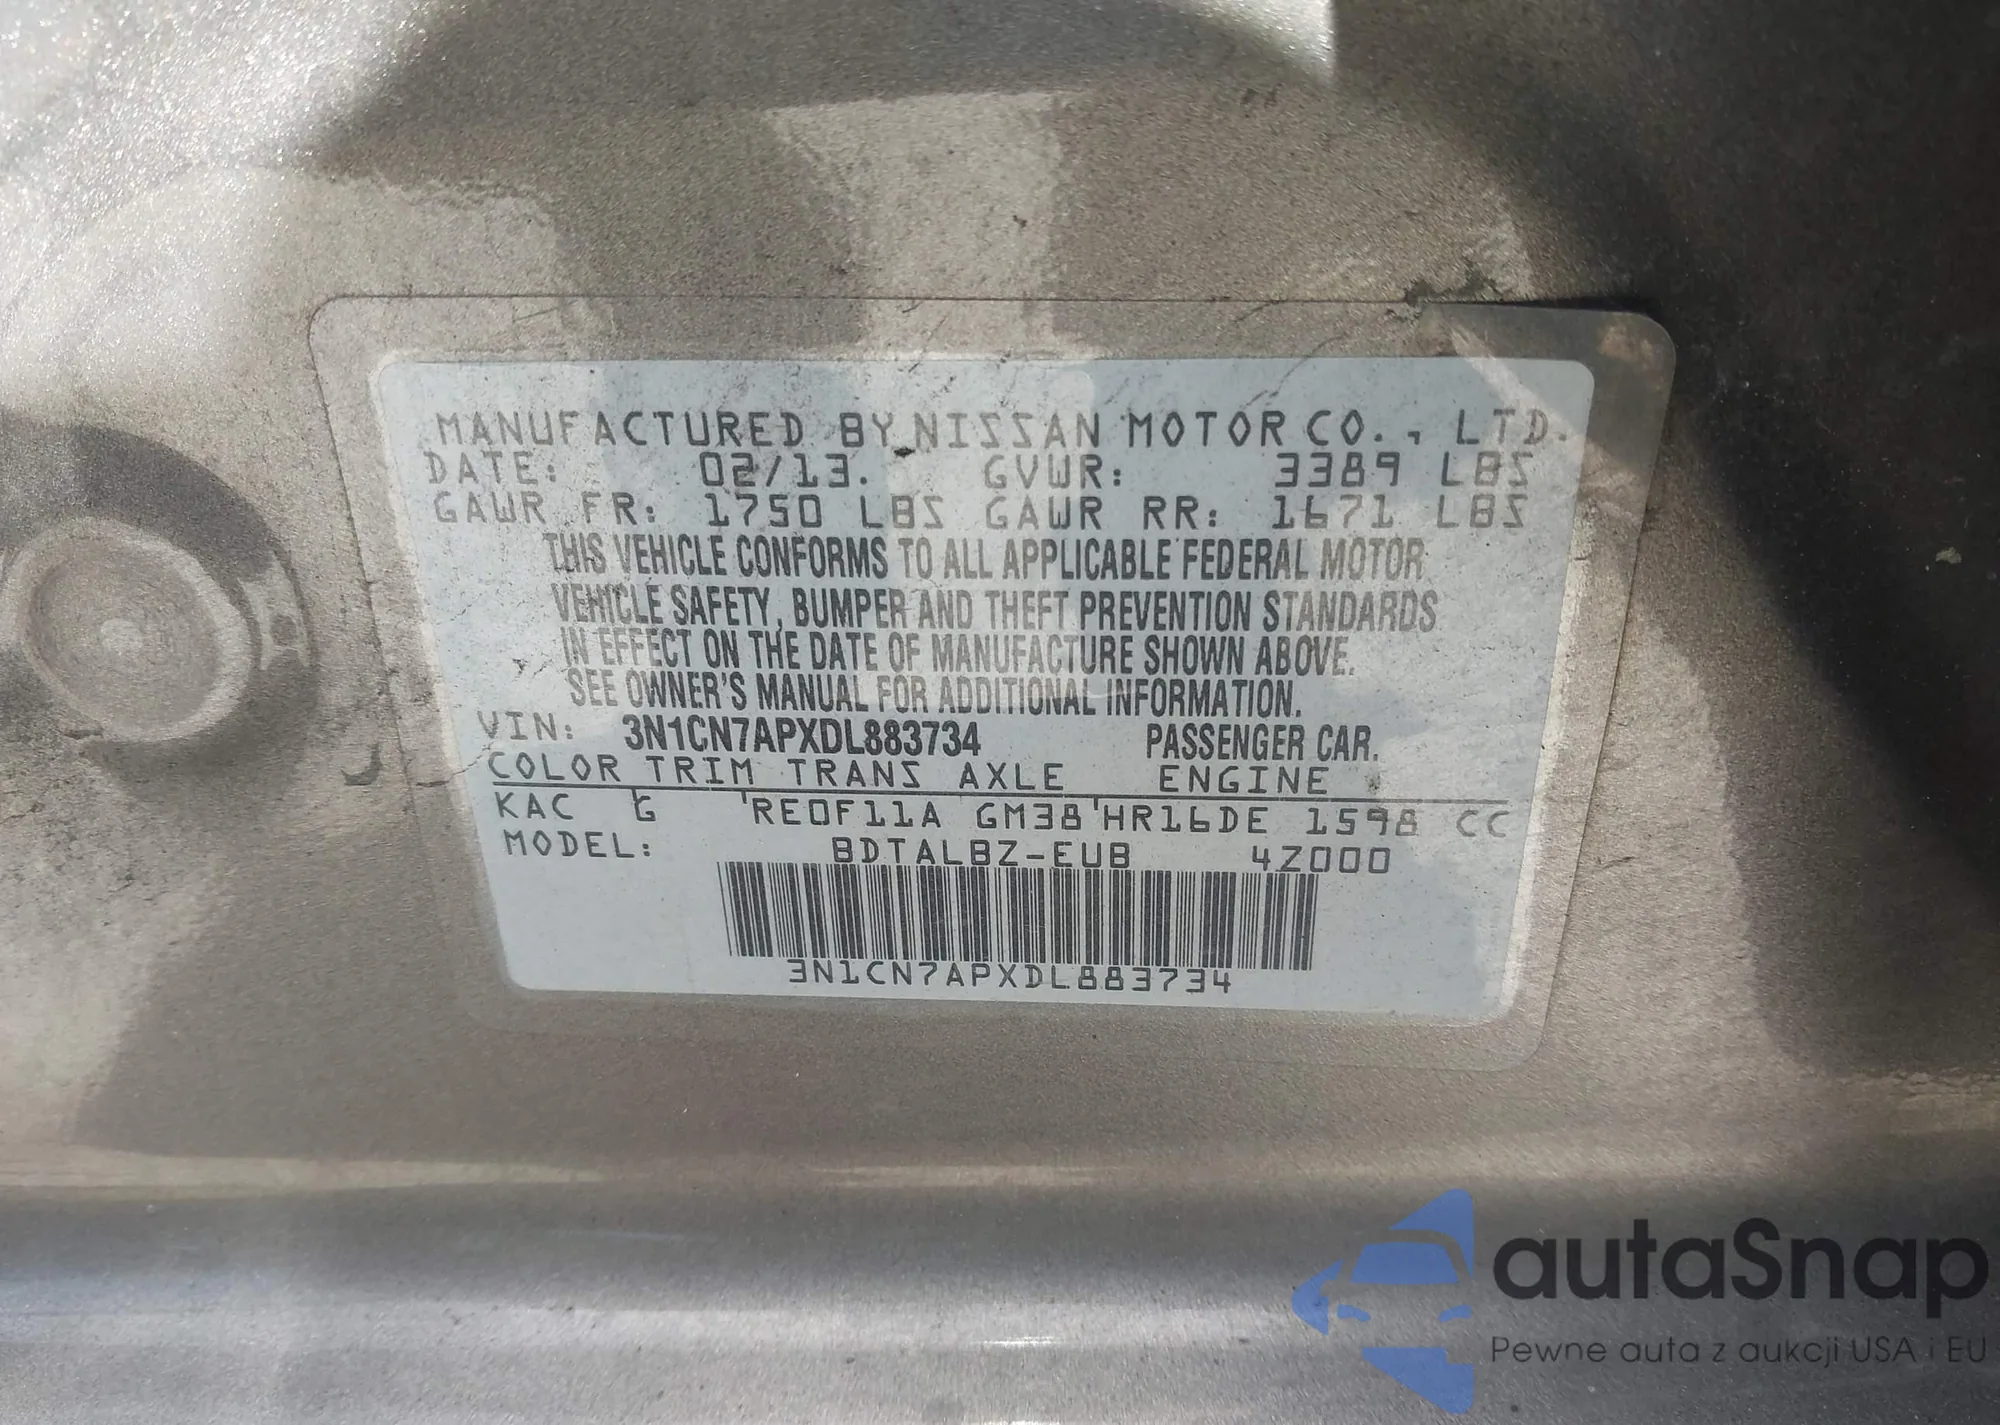 MANUFACTURED BY NISSAN MOTOR CO., LTD.
DATE: 02/13. GVWR: 3389 LBS
GAWR FR: 1750 LBS GAWR RR: 1671 LBS
THIS VEHICLE CONFORMS TO ALL APPLICABLE FEDERAL MOTOR
VEHICLE SAFETY, BUMPER AND THEFT PREVENTION STANDARDS
IN EFFECT ON THE DATE OF MANUFACTURE SHOWN ABOVE.
SEE OWNER'S MANUAL FOR ADDITIONAL INFORMATION.
VIN: 3N1CN7APXDL883734 PASSENGER CAR.
COLOR TRIM TRANS AXLE ENGINE
KAC G RE0F11A GM38 HR16DE 1598 CC
MODEL: BDTALBZ-EUB 4Z000
3N1CN7APXDL883734
autaSnap
Pewne auta z aukcji USA i EU